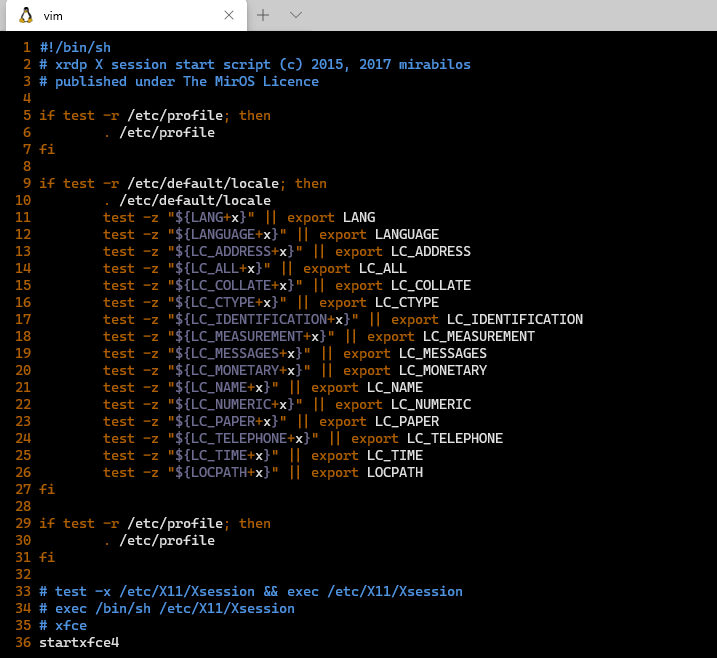 vim
1 #!/bin/sh
2 # xrdp X session start script (c) 2015, 2017 mirabilos
3 # published under The MirOS Licence
4
5 if test -r /etc/profile; then
6         . /etc/profile
7 fi
8
9 if test -r /etc/default/locale; then
10         . /etc/default/locale
11         test -z "${LANG+x}" || export LANG
12         test -z "${LANGUAGE+x}" || export LANGUAGE
13         test -z "${LC_ADDRESS+x}" || export LC_ADDRESS
14         test -z "${LC_ALL+x}" || export LC_ALL
15         test -z "${LC_COLLATE+x}" || export LC_COLLATE
16         test -z "${LC_CTYPE+x}" || export LC_CTYPE
17         test -z "${LC_IDENTIFICATION+x}" || export LC_IDENTIFICATION
18         test -z "${LC_MEASUREMENT+x}" || export LC_MEASUREMENT
19         test -z "${LC_MESSAGES+x}" || export LC_MESSAGES
20         test -z "${LC_MONETARY+x}" || export LC_MONETARY
21         test -z "${LC_NAME+x}" || export LC_NAME
22         test -z "${LC_NUMERIC+x}" || export LC_NUMERIC
23         test -z "${LC_PAPER+x}" || export LC_PAPER
24         test -z "${LC_TELEPHONE+x}" || export LC_TELEPHONE
25         test -z "${LC_TIME+x}" || export LC_TIME
26         test -z "${LOCPATH+x}" || export LOCPATH
27 fi
28
29 if test -r /etc/profile; then
30         . /etc/profile
31 fi
32
33 # test -x /etc/X11/Xsession && exec /etc/X11/Xsession
34 # exec /bin/sh /etc/X11/Xsession
35 # xfce
36 startxfce4